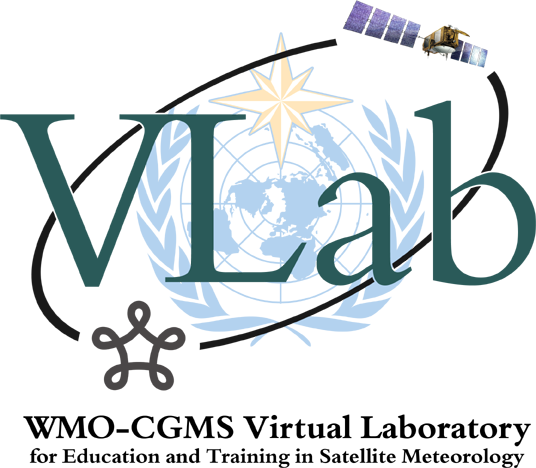 VLab
WMO-CGMS Virtual Laboratory
for Education and Training in Satellite Meteorology